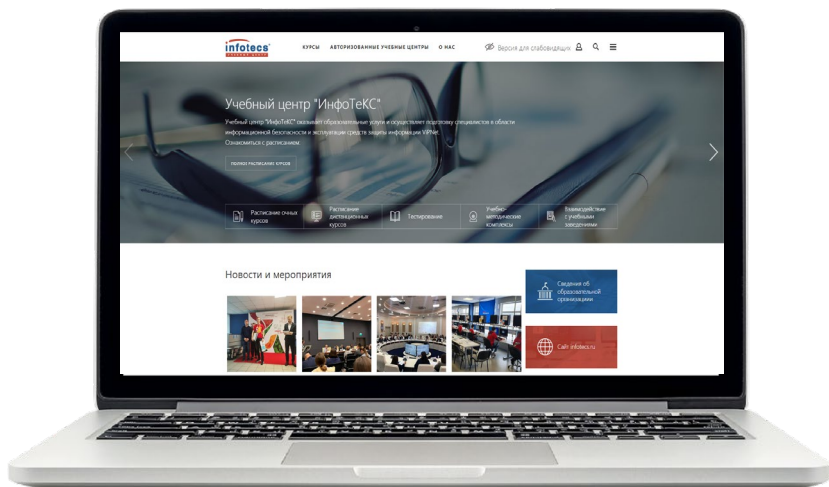 infotecs
УЧЕБНЫЙ ЦЕНТР
КУРСЫ АВТОРИЗОВАННЫЕ УЧЕБНЫЕ ЦЕНТРЫ О НАС Версия для слабовидящих
Учебный центр "ИнфоТеКС"
Учебный центр "ИнфоТеКС" оказывает образовательные услуги и осуществляет подготовку специалистов в области
информационной безопасности и эксплуатации средств защиты информации ViPNet.
Ознакомиться с расписанием:
ПОЛНОЕ РАСПИСАНИЕ КУРСОВ
Расписание очных
курсов
Расписание
дистанционных
курсов
Тестирование
Учебно-
методические
комплексы
Взаимодействие
с учебными
заведениями
Новости и мероприятия
Сведения об
образовательной
организации
Сайт infotecs.ru